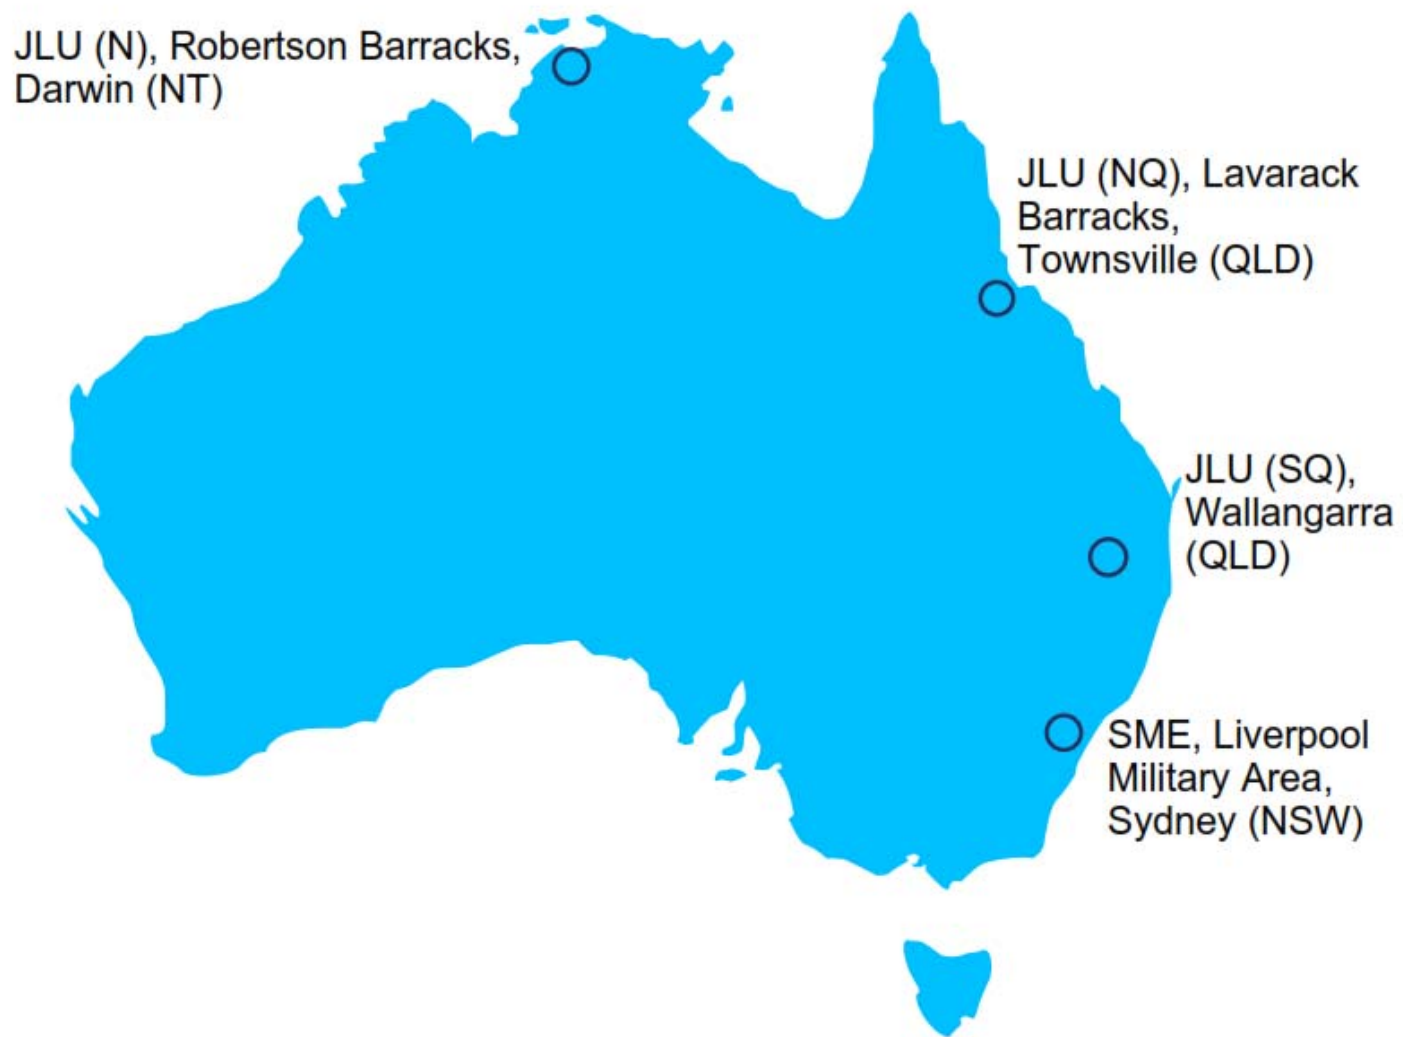 JLU (N), Robertson Barracks,
Darwin (NT)
JLU (NQ), Lavarack
Barracks,
Townsville (QLD)
JLU (SQ),
Wallangarra
(QLD)
SME, Liverpool
Military Area,
Sydney (NSW)